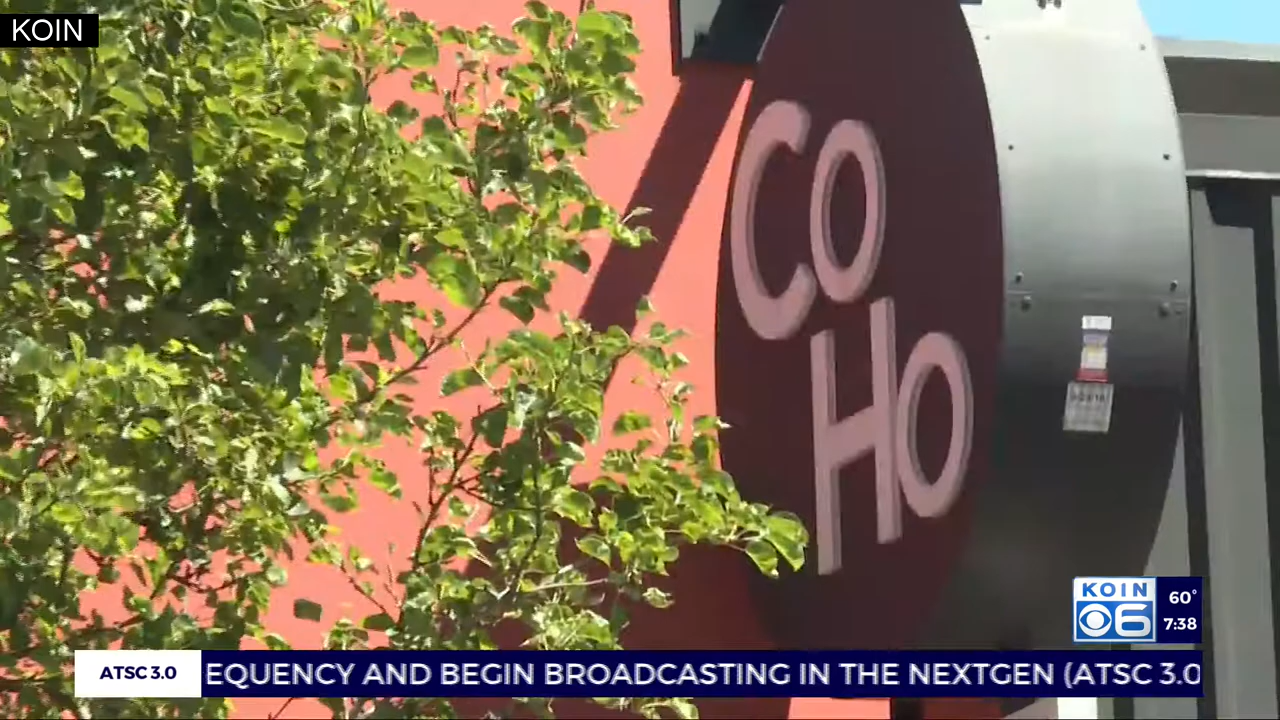 KOIN
CO
HO
KOIN
6
60°
7:38
ATSC 3.0
EQUENCY AND BEGIN BROADCASTING IN THE NEXTGEN (ATSC 3.0